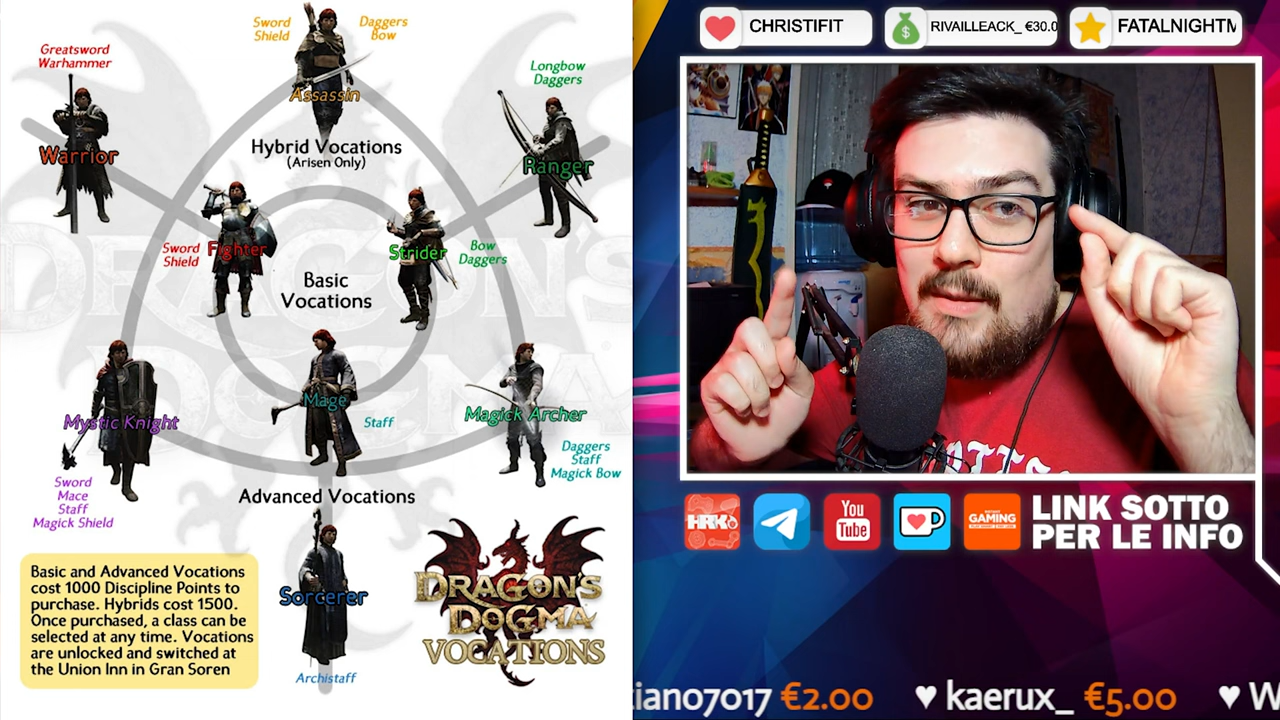 Sword
Shield
Daggers
Bow
Assassin
Greatsword
Warhammer
Warrior
Longbow
Daggers
Ranger
Hybrid Vocations
(Arisen Only)
Sword
Shield
Fighter
Strider
Bow
Daggers
Basic
Vocations
Mystic Knight
Sword
Mace
Staff
Magick Shield
Mage
Staff
Magick Archer
Daggers
Staff
Magick Bow
Advanced Vocations
Sorcerer
Archistaff
Basic and Advanced Vocations
cost 1000 Discipline Points to
purchase. Hybrids cost 1500.
Once purchased, a class can be
selected at any time. Vocations
are unlocked and switched at
the Union Inn in Gran Soren
DRAGON'S
DOGMA
VOCATIONS
DRAGON'S
DOGMA
CHRISTIFIT
RIVAILLEACK_ €30.0
FATALNIGHTM
HRK
You
Tube
GAMING
LINK SOTTO
PER LE INFO
iano7017 €2.00 ♥ kaerux_ €5.00 ♥ W